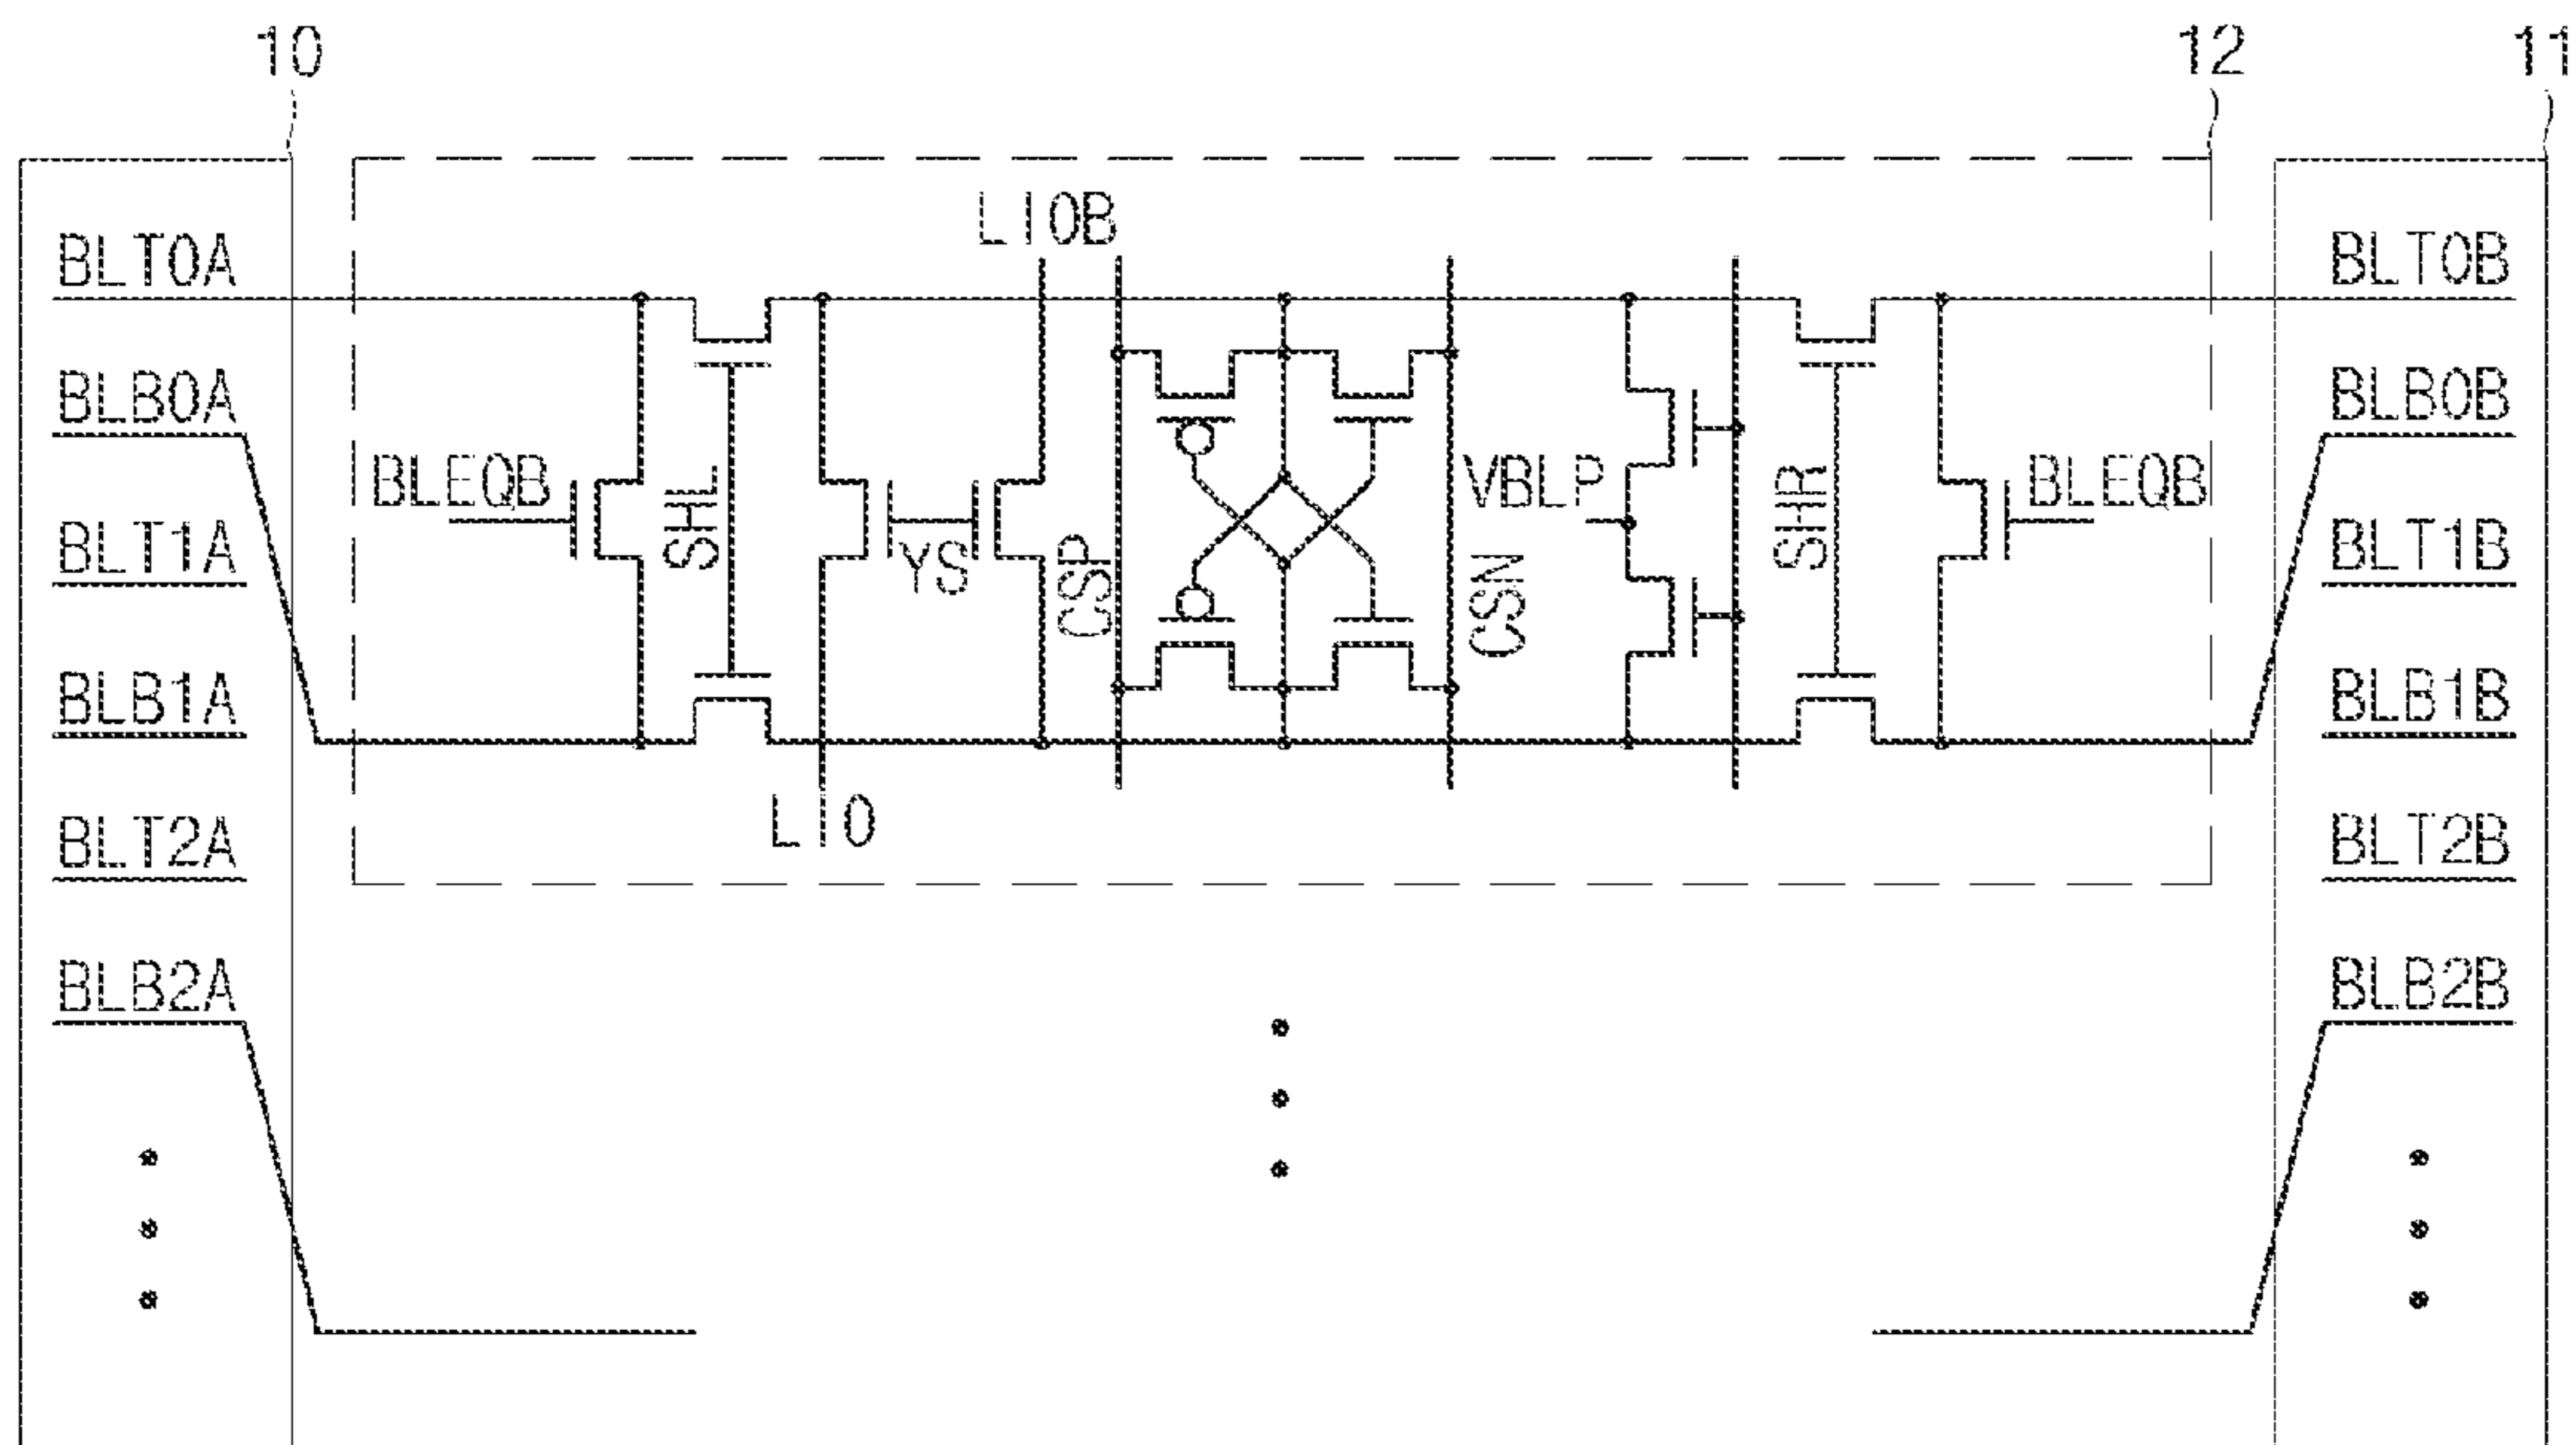 10
12
11
LIOB
BLT0A
BLT0B
BLB0A
BLB0B
BLEQB
SHL
YS
CSP
VBLP
CSN
SHR
BLEQB
BLT1A
BLT1B
BLB1A
BLB1B
LIO
BLT2A
BLT2B
BLB2A
BLB2B